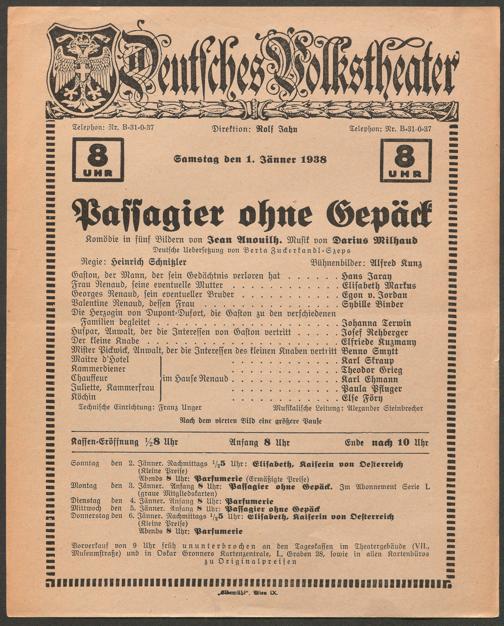 Deutsches Volkstheater
Telephon: Nr. B-31-0-37 Direktion: Rolf Jahn Telephon: Nr. B-31-0-37
8 UHR Samstag den 1. Jänner 1938 8 UHR
Passagier ohne Gepäck
Komödie in fünf Bildern von Jean Anouilh. Musik von Darius Milhaud
Deutsche Uebersetzung von Berta Zuckerkandl-Szeps
Regie: Heinrich Schnitzler Bühnenbilder: Alfred Kunz
Gaston, der Mann, der sein Gedächtnis verloren hat . . . . . . Hans Jaray
Frau Renaud, seine eventuelle Mutter . . . . . . Elisabeth Markus
Georges Renaud, sein eventueller Bruder . . . . . . Egon v. Jordan
Valentine Renaud, dessen Frau . . . . . . Sybille Binder
Die Herzogin von Dupont-Dufort, die Gaston zu den verschiedenen
Familien begleitet . . . . . . Johanna Terwin
Huspar, Anwalt, der die Interessen von Gaston vertritt . . . . Josef Rehberger
Der kleine Knabe . . . . . . Elfriede Kuzmany
Mister Pickwick, Anwalt, der die Interessen des kleinen Knaben vertritt Benno Smytt
Maitre d'Hotel . . . . . . Karl Skraup
Kammerdiener . . . . . . Theodor Grieg
Chauffeur im Hause Renaud . . . . . . Karl Ehmann
Juliette, Kammerfrau . . . . . . Paula Pfluger
Köchin . . . . . . Else Föry
Technische Einrichtung: Franz Unger Musikalische Leitung: Alexander Steinbrecher
Nach dem vierten Bild eine größere Pause
Kassen-Eröffnung ½8 Uhr Anfang 8 Uhr Ende nach 10 Uhr
Sonntag den 2. Jänner. Nachmittags ½5 Uhr: Elisabeth, Kaiserin von Oesterreich
(Kleine Preise)
Abends 8 Uhr: Parfumerie (Ermäßigte Preise)
Montag den 3. Jänner. Anfang 8 Uhr: Passagier ohne Gepäck. Im Abonnement Serie I.
(graue Mitgliedskarten)
Dienstag den 4. Jänner. Anfang 8 Uhr: Parfumerie
Mittwoch den 5. Jänner. Anfang 8 Uhr: Passagier ohne Gepäck
Donnerstag den 6. Jänner. Nachmittags ½5 Uhr: Elisabeth, Kaiserin von Oesterreich
(Kleine Preise)
Abends 8 Uhr: Parfumerie
Vorverkauf von 9 Uhr früh ununterbrochen an den Tageskassen im Theatergebäude (VII.,
Museumstraße) und in Oskar Gronners Kartenzentrale, I., Graben 28, sowie in allen Kartenbüros
zu Originalpreisen
„Elbemühl“, Wien IX.